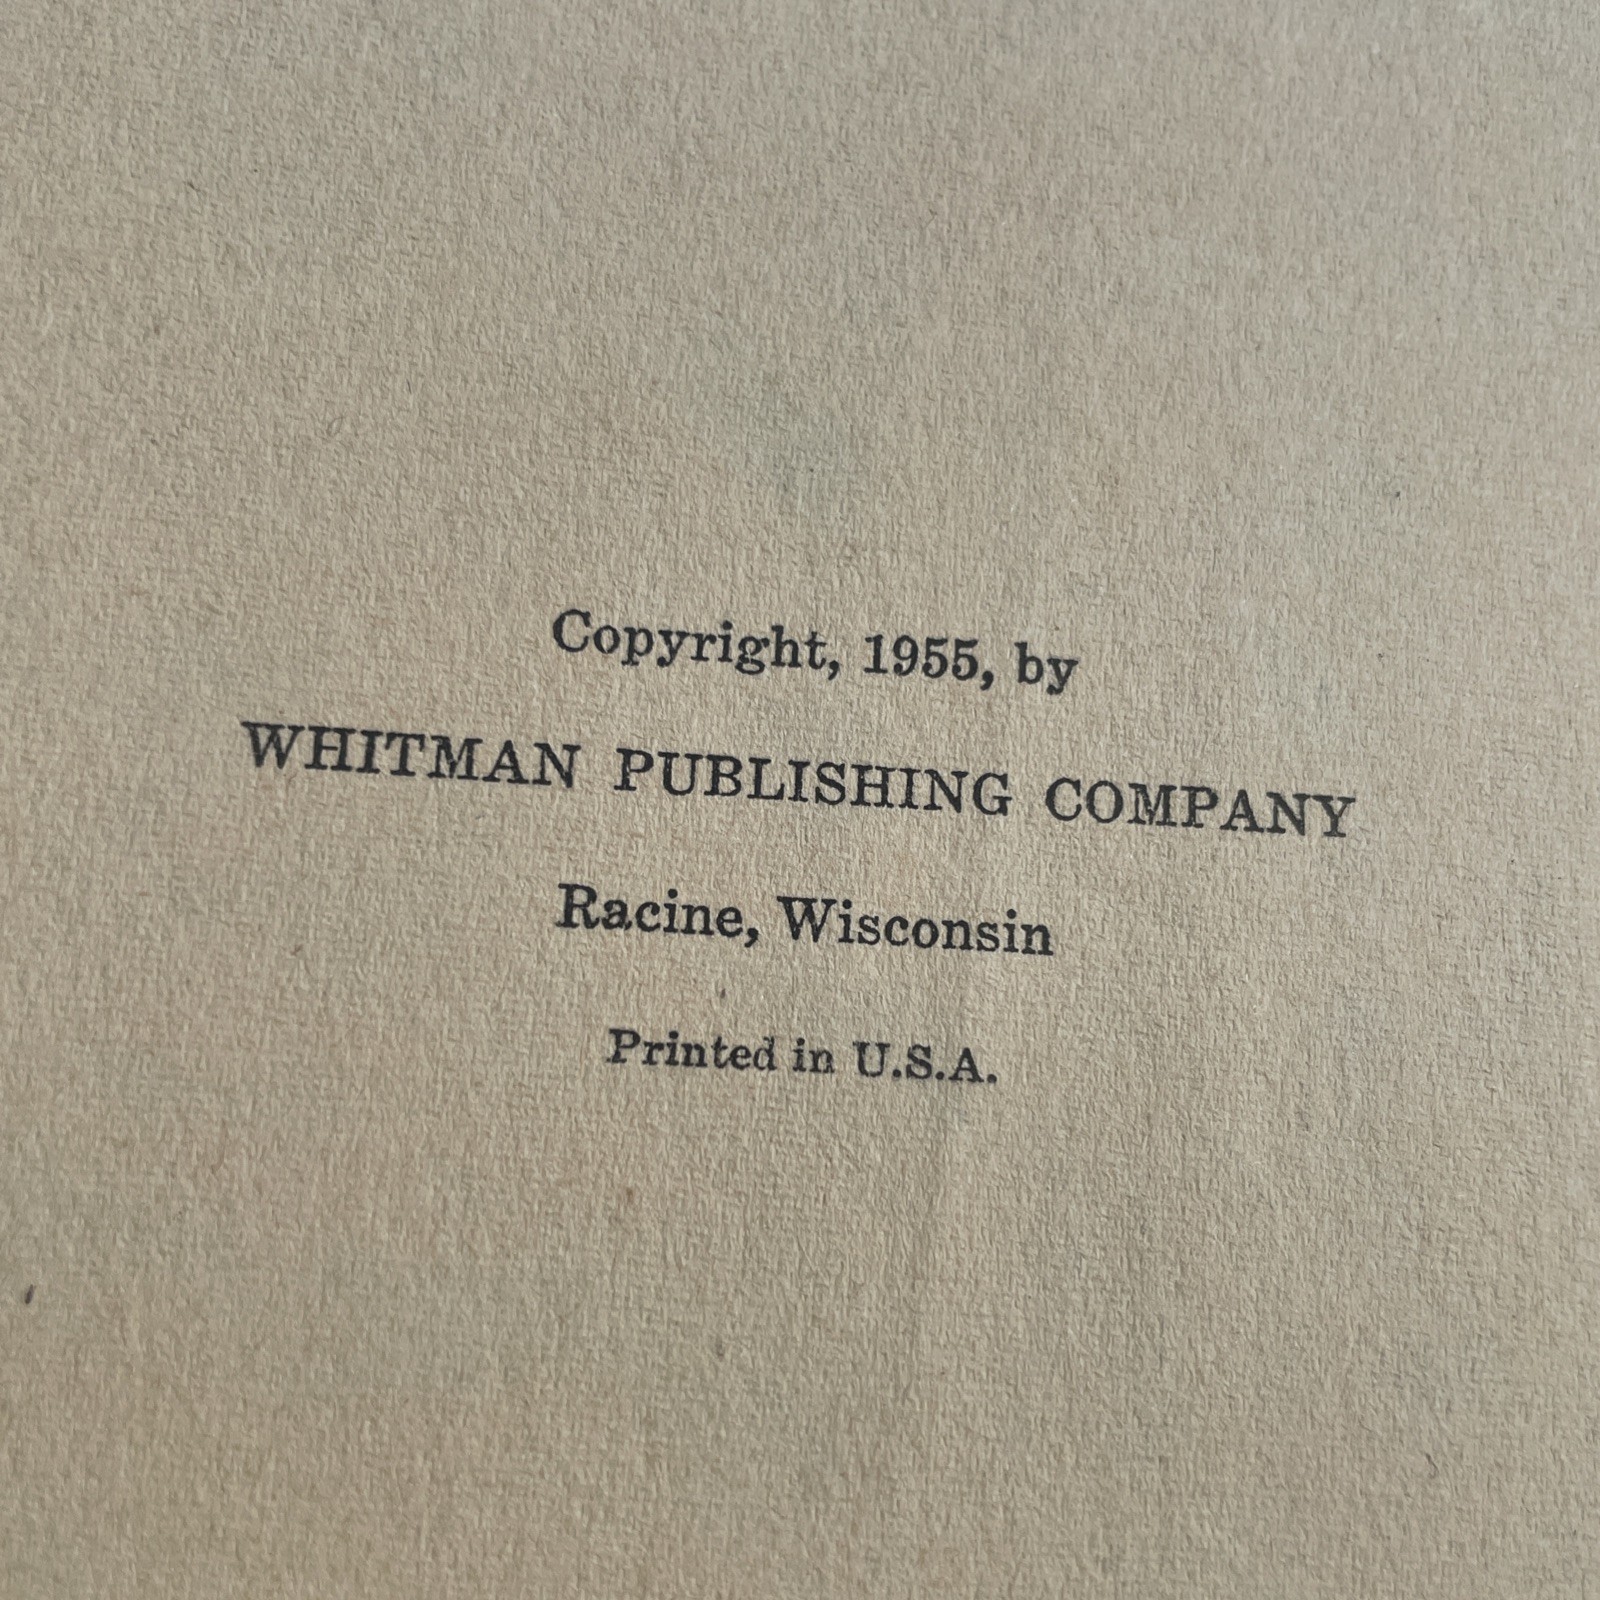 Copyright, 1955, by
WHITMAN PUBLISHING COMPANY
Racine, Wisconsin
Printed in U.S.A.